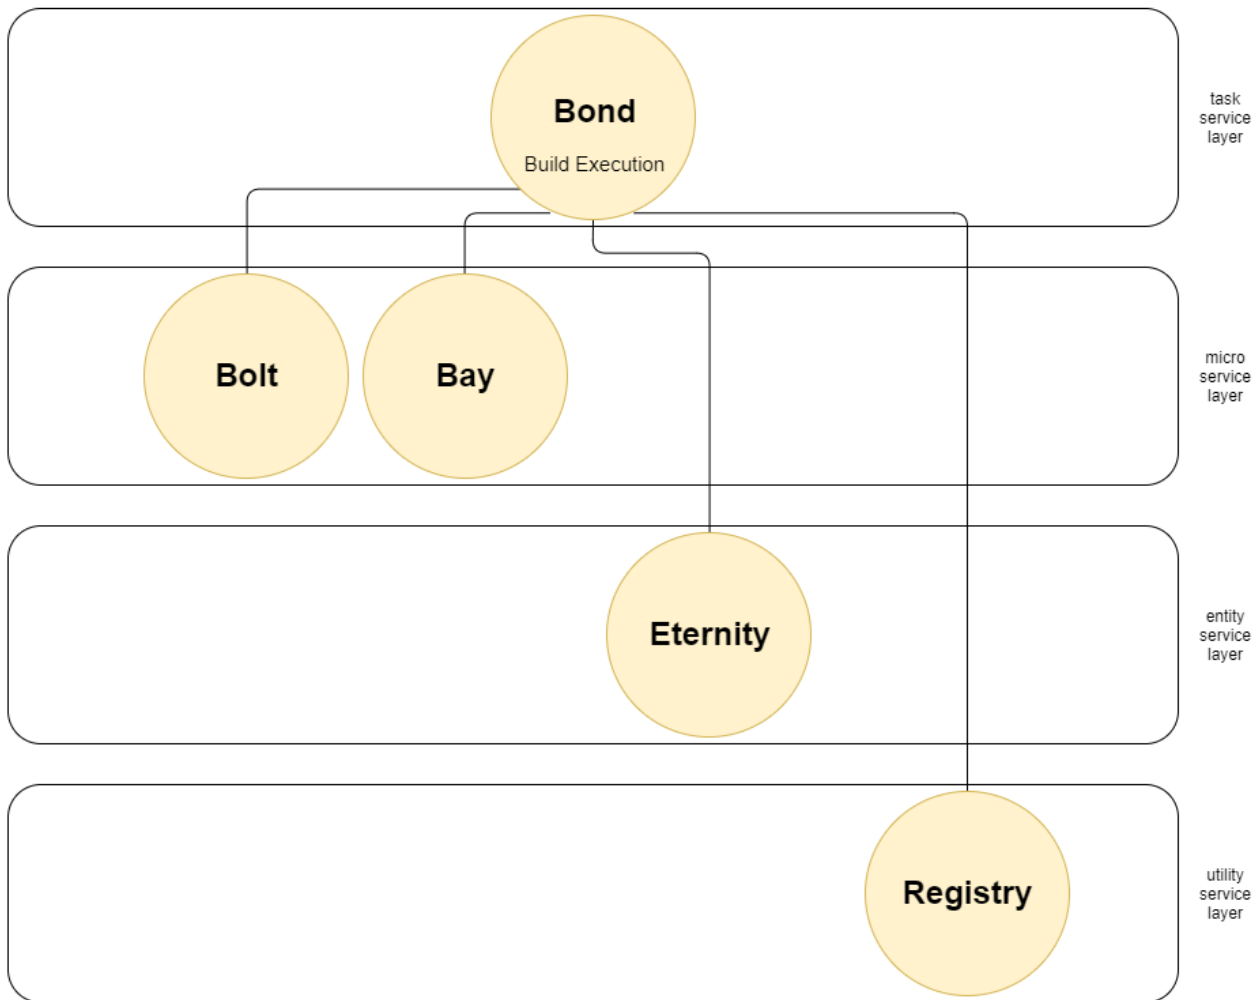 Bond
Build Execution
task
service
layer
Bolt
Bay
micro
service
layer
Eternity
entity
service
layer
Registry
utility
service
layer